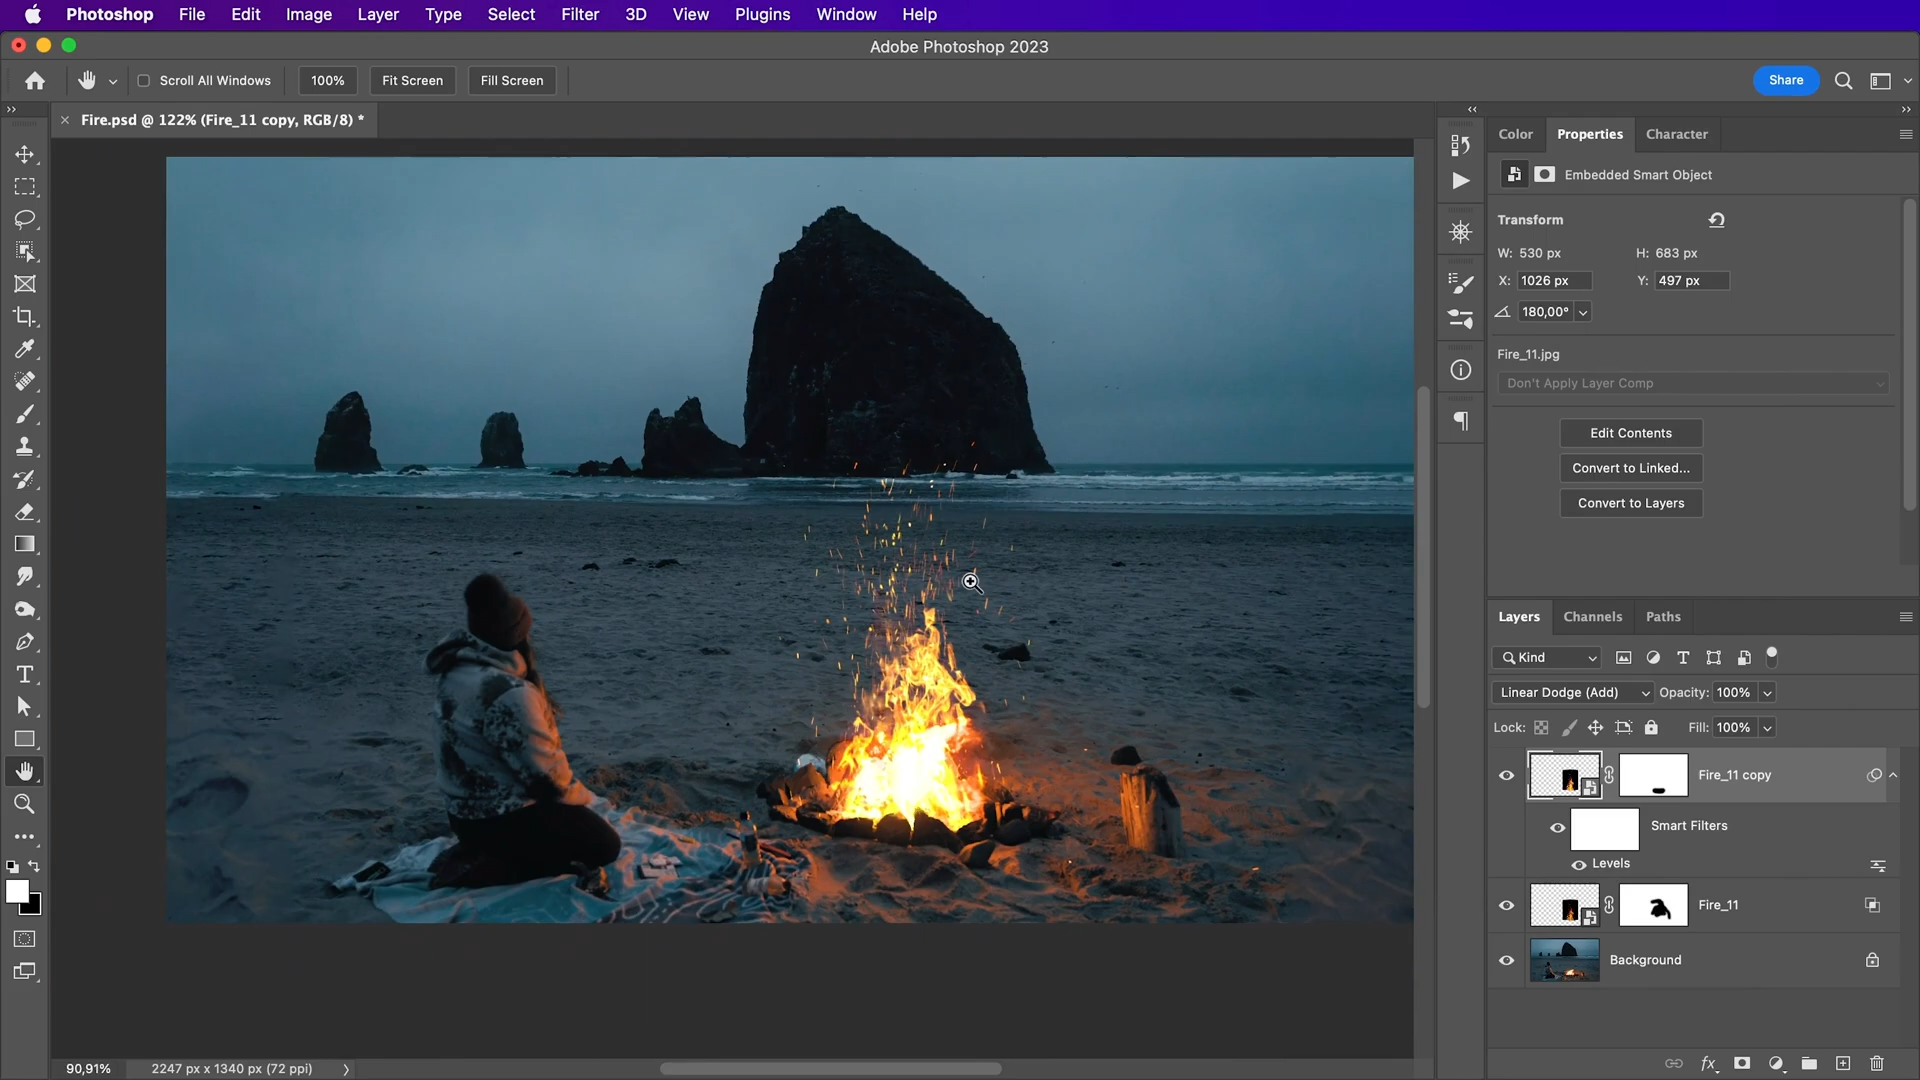 Photoshop File Edit Image Layer Type Select Filter 3D View Plugins Window Help
Adobe Photoshop 2023
Scroll All Windows 100% Fit Screen Fill Screen Share
Fire.psd @ 122% (Fire_11 copy, RGB/8) *
Color Properties Character
Embedded Smart Object
Transform
W: 530 px H: 683 px
X: 1026 px Y: 497 px
180,00°
Fire_11.jpg
Don't Apply Layer Comp
Edit Contents
Convert to Linked...
Convert to Layers
Layers Channels Paths
Kind
Linear Dodge (Add) Opacity: 100%
Lock: Fill: 100%
Fire_11 copy
Smart Filters
Levels
Fire_11
Background
90,91% 2247 px x 1340 px (72 ppi)